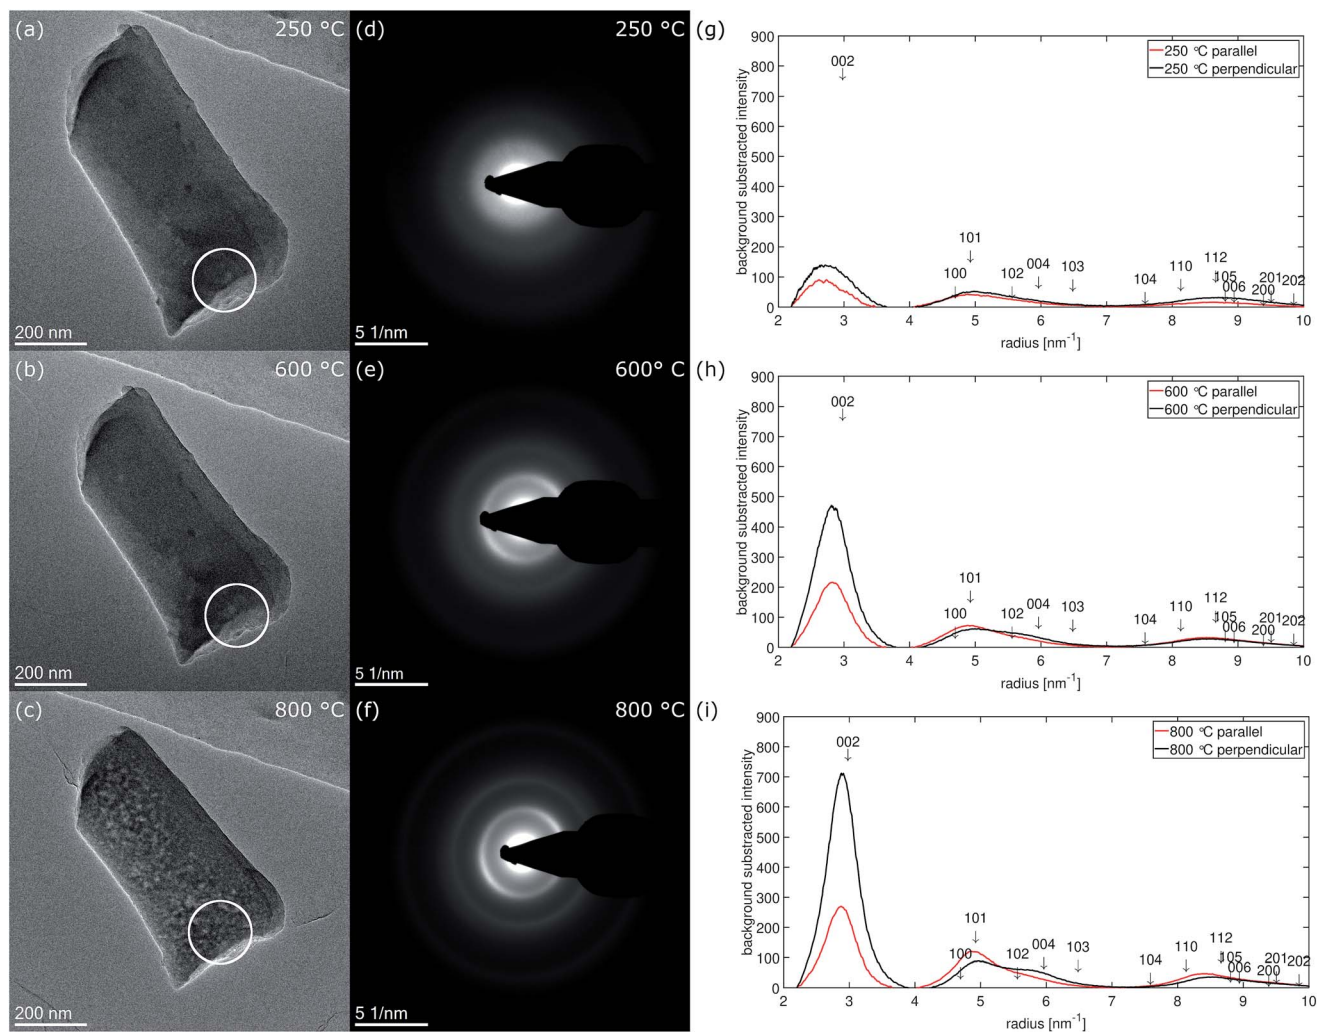 (a) 250 °C
200 nm
(d) 250 °C
5 1/nm
(g)
250 °C parallel
250 °C perpendicular
background substracted intensity
900
800
700
600
500
400
300
200
100
0
002
100
101
102
004
103
104
110
112
105
006
200
201
202
2 3 4 5 6 7 8 9 10
radius [nm-1]
(b) 600 °C
200 nm
(e) 600° C
5 1/nm
(h)
600 °C parallel
600 °C perpendicular
background substracted intensity
900
800
700
600
500
400
300
200
100
0
002
100
101
102
004
103
104
110
112
105
006
200
201
202
2 3 4 5 6 7 8 9 10
radius [nm-1]
(c) 800 °C
200 nm
(f) 800 °C
5 1/nm
(i)
800 °C parallel
800 °C perpendicular
background substracted intensity
900
800
700
600
500
400
300
200
100
0
002
100
101
102
004
103
104
110
112
105
006
200
201
202
2 3 4 5 6 7 8 9 10
radius [nm-1]